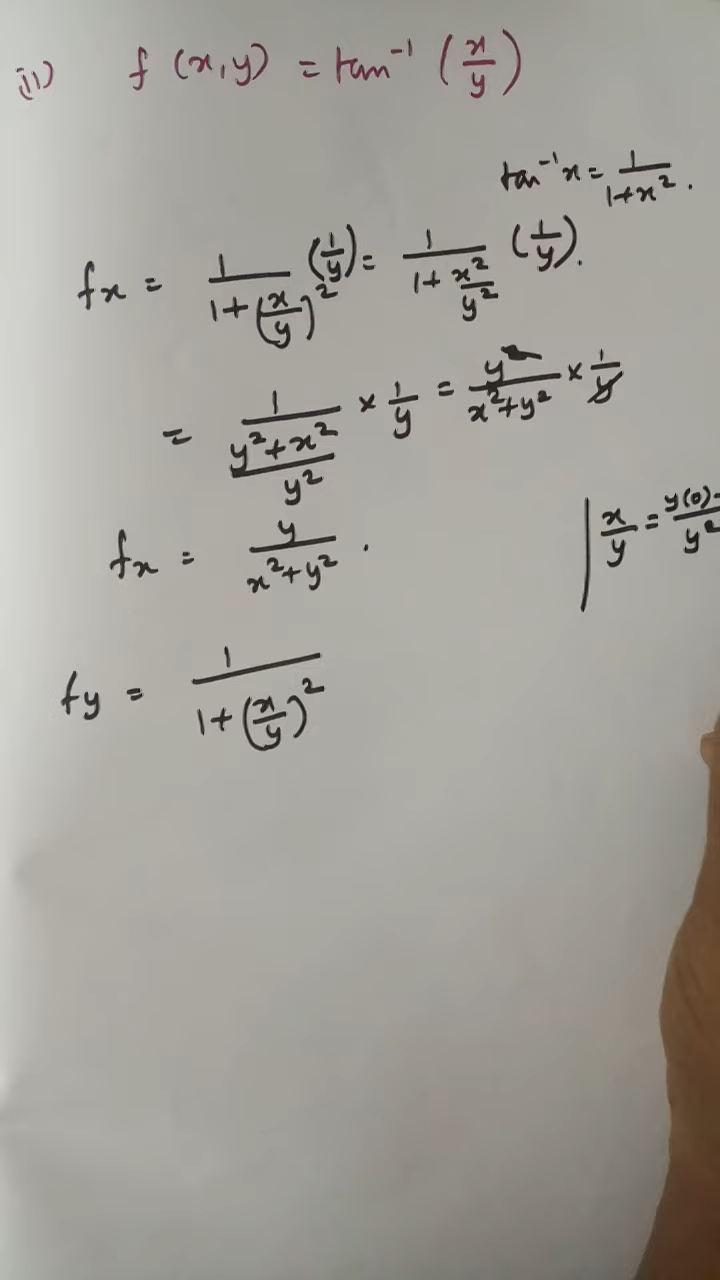 (ii) f (x,y) = tan⁻¹ (x/y)
tan⁻¹x = 1/(1+x²).
fx = 1/(1+(x/y)²) (1/y) = 1/(1+x²/y²) (1/y).
= 1/((y²+x²)/y²) × 1/y = y²/(x²+y²) × 1/y
fx = y/(x²+y²).
x/y = y(0)-/y²
fy = 1/(1+(x/y)²)